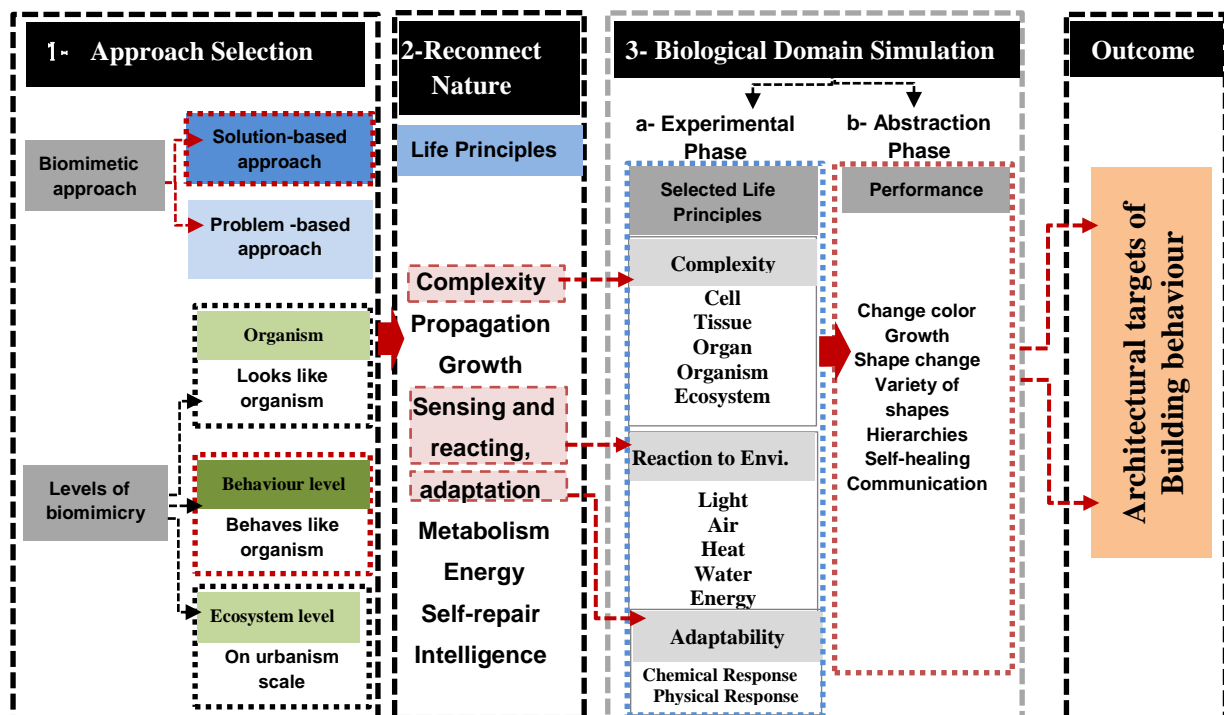 1- Approach Selection
Biomimetic
approach
Solution-based
approach
Problem -based
approach
Levels of
biomimicry
Organism
Looks like
organism
Behaviour level
Behaves like
organism
Ecosystem level
On urbanism
scale
2-Reconnect
Nature
Life Principles
Complexity
Propagation
Growth
Sensing and
reacting,
adaptation
Metabolism
Energy
Self-repair
Intelligence
3- Biological Domain Simulation
a- Experimental
Phase
Selected Life
Principles
Complexity
Cell
Tissue
Organ
Organism
Ecosystem
Reaction to Envi.
Light
Air
Heat
Water
Energy
Adaptability
Chemical Response
Physical Response
b- Abstraction
Phase
Performance
Change color
Growth
Shape change
Variety of
shapes
Hierarchies
Self-healing
Communication
Outcome
Architectural targets of
Building behaviour